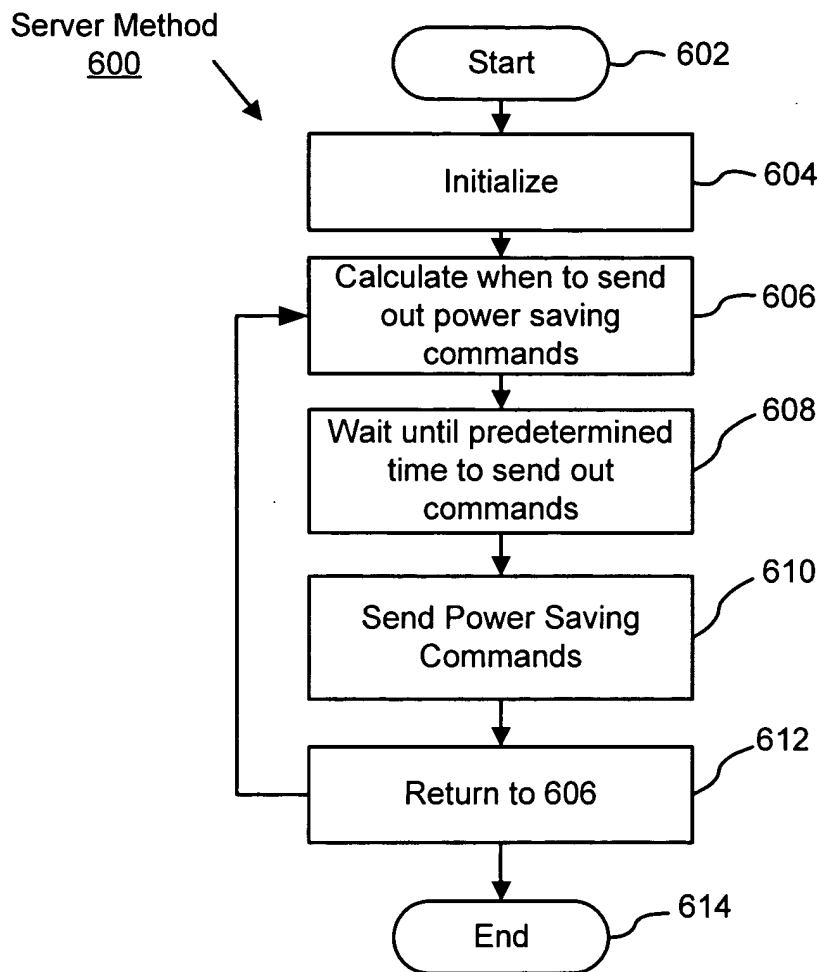 Server Method
600
Start
602
Initialize
604
Calculate when to send
out power saving
commands
606
Wait until predetermined
time to send out
commands
608
Send Power Saving
Commands
610
Return to 606
612
End
614